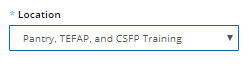 * Location
Pantry, TEFAP, and CSFP Training